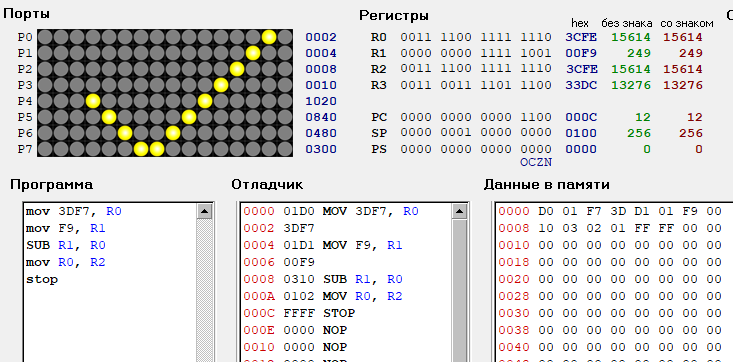 Порты
P0 0002
P1 0004
P2 0008
P3 0010
P4 1020
P5 0840
P6 0480
P7 0300
Регистры
hex без знака со знаком
R0 0011 1100 1111 1110 3CFE 15614 15614
R1 0000 0000 1111 1001 00F9 249 249
R2 0011 1100 1111 1110 3CFE 15614 15614
R3 0011 0011 1101 1100 33DC 13276 13276
PC 0000 0000 0000 1100 000C 12 12
SP 0000 0001 0000 0000 0100 256 256
PS 0000 0000 0000 0000 0000 0 0
OCZN
Программа
mov 3DF7, R0
mov F9, R1
SUB R1, R0
mov R0, R2
stop
Отладчик
0000 01D0 MOV 3DF7, R0
0002 3DF7
0004 01D1 MOV F9, R1
0006 00F9
0008 0310 SUB R1, R0
000A 0102 MOV R0, R2
000C FFFF STOP
000E 0000 NOP
0010 0000 NOP
Данные в памяти
0000 D0 01 F7 3D D1 01 F9 00
0008 10 03 02 01 FF FF 00 00
0010 00 00 00 00 00 00 00 00
0018 00 00 00 00 00 00 00 00
0020 00 00 00 00 00 00 00 00
0028 00 00 00 00 00 00 00 00
0030 00 00 00 00 00 00 00 00
0038 00 00 00 00 00 00 00 00
0040 00 00 00 00 00 00 00 00